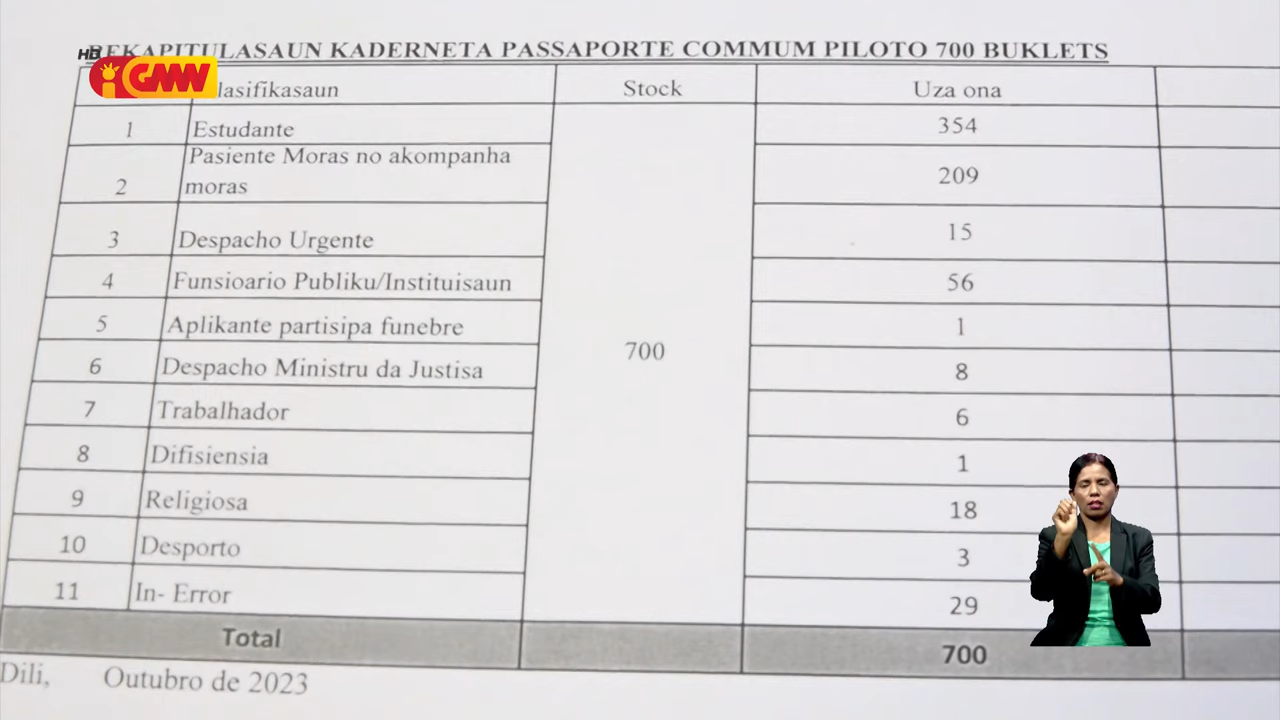 REKAPITULASAUN KADERNETA PASSAPORTE COMMUM PILOTO 700 BUKLETS
HD
GMN
lasifikasaun Stock Uza ona
1 Estudante 354
2 Pasiente Moras no akompanha moras 209
3 Despacho Urgente 15
4 Funsioario Publiku/Instituisaun 56
5 Aplikante partisipa funebre 1
700
6 Despacho Ministru da Justisa 8
7 Trabalhador 6
8 Difisiensia 1
9 Religiosa 18
10 Desporto 3
11 In- Error 29
Total 700
Dili, Outubro de 2023